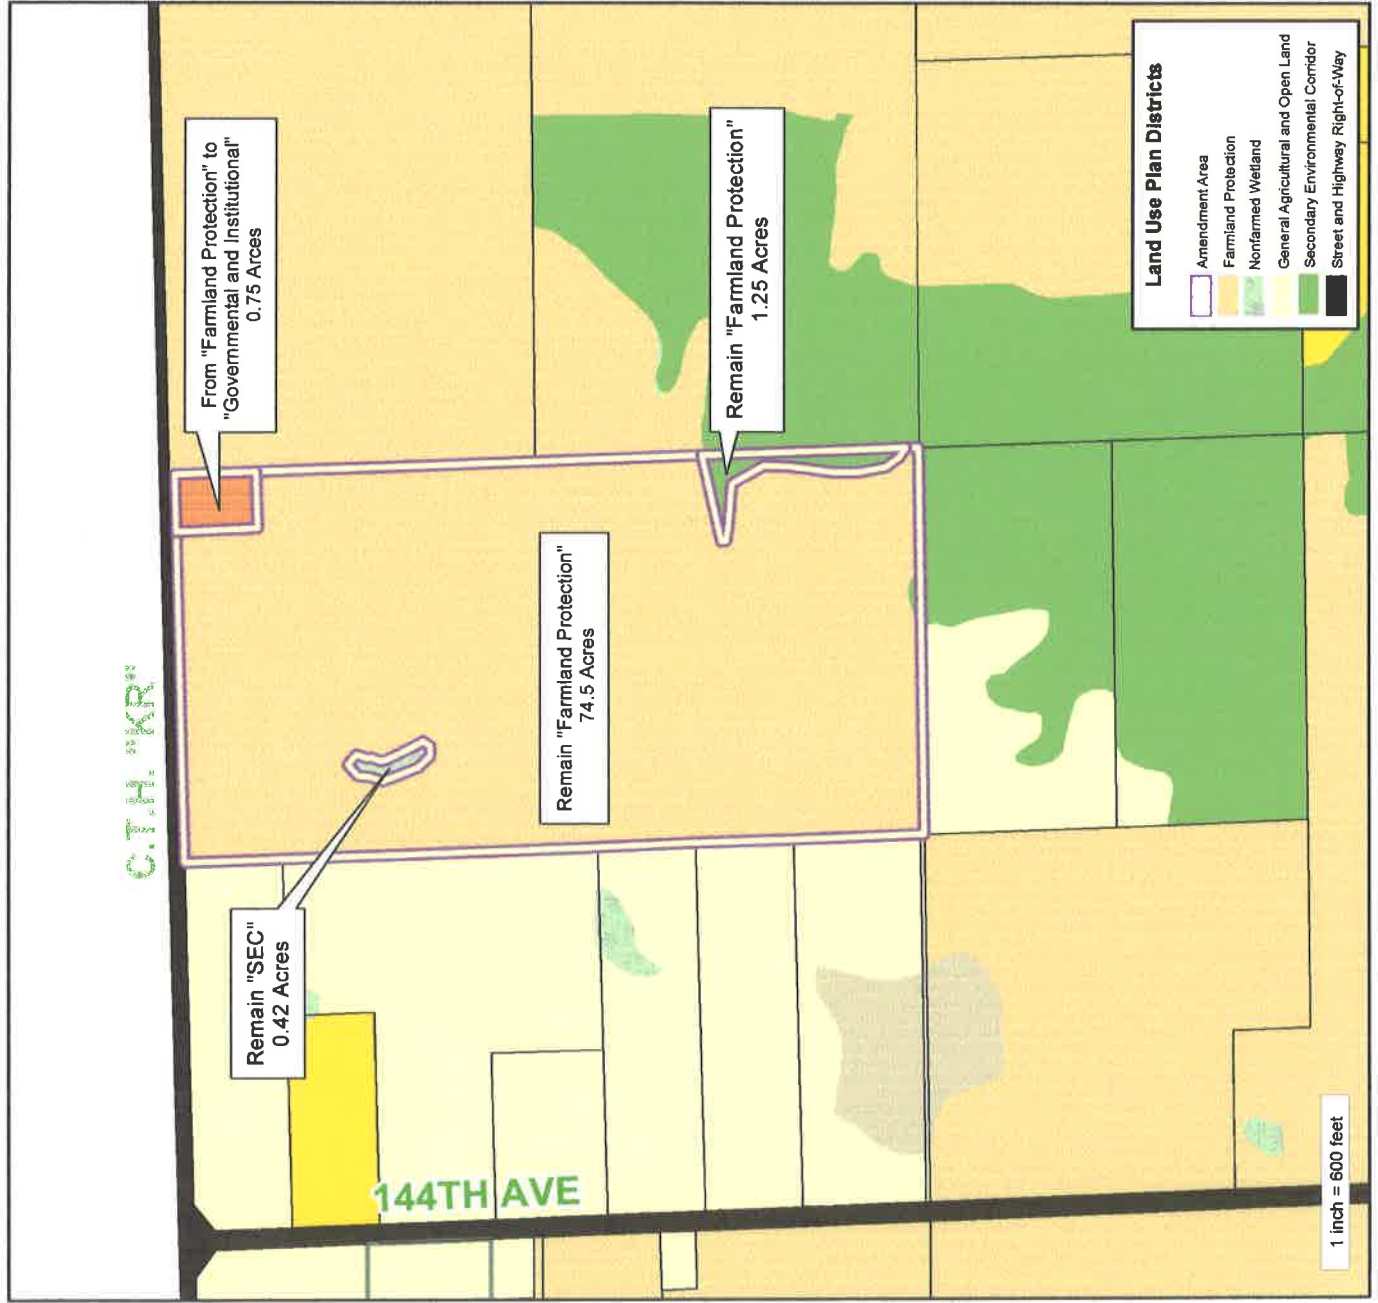 C.T.H. "KR"
From "Farmland Protection" to
"Governmental and Institutional"
0.75 Arces
Remain "SEC"
0.42 Acres
Remain "Farmland Protection"
74.5 Acres
Remain "Farmland Protection"
1.25 Acres
144TH AVE
Land Use Plan Districts
Amendment Area
Farmland Protection
Nonfarmed Wetland
General Agricultural and Open Land
Secondary Environmental Corridor
Street and Highway Right-of-Way
1 inch = 600 feet